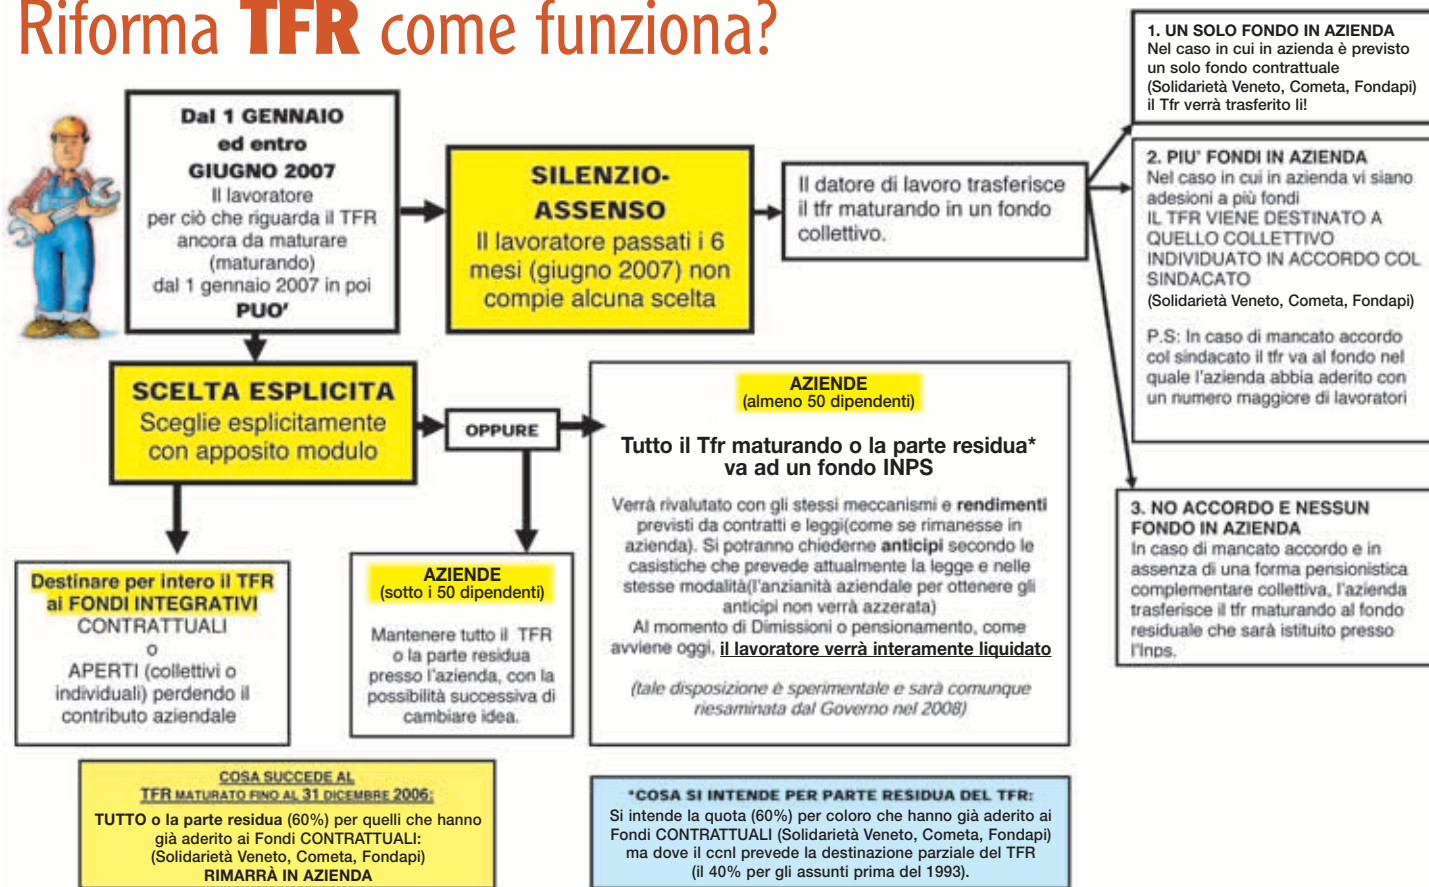 Riforma TFR come funziona?
Dal 1 GENNAIO
ed entro
GIUGNO 2007
Il lavoratore
per ciò che riguarda il TFR
ancora da maturare
(maturando)
dal 1 gennaio 2007 in poi
PUO'
SILENZIO-
ASSENSO
Il lavoratore passati i 6
mesi (giugno 2007) non
compie alcuna scelta
Il datore di lavoro trasferisce
il tfr maturando in un fondo
collettivo.
1. UN SOLO FONDO IN AZIENDA
Nel caso in cui in azienda è previsto
un solo fondo contrattuale
(Solidarietà Veneto, Cometa, Fondapi)
il Tfr verrà trasferito lì!
2. PIU' FONDI IN AZIENDA
Nel caso in cui in azienda vi siano
adesioni a più fondi
IL TFR VIENE DESTINATO A
QUELLO COLLETTIVO
INDIVIDUATO IN ACCORDO COL
SINDACATO
(Solidarietà Veneto, Cometa, Fondapi)
P.S: In caso di mancato accordo
col sindacato il tfr va al fondo nel
quale l'azienda abbia aderito con
un numero maggiore di lavoratori
3. NO ACCORDO E NESSUN
FONDO IN AZIENDA
In caso di mancato accordo e in
assenza di una forma pensionistica
complementare collettiva, l'azienda
trasferisce il tfr maturando al fondo
residuale che sarà istituito presso
l'Inps.
SCELTA ESPLICITA
Sceglie esplicitamente
con apposito modulo
OPPURE
Destinare per intero il TFR
ai FONDI INTEGRATIVI
CONTRATTUALI
o
APERTI (collettivi o
individuali) perdendo il
contributo aziendale
AZIENDE
(sotto i 50 dipendenti)
Mantenere tutto il TFR
o la parte residua
presso l'azienda, con la
possibilità successiva di
cambiare idea.
AZIENDE
(almeno 50 dipendenti)
Tutto il Tfr maturando o la parte residua*
va ad un fondo INPS
Verrà rivalutato con gli stessi meccanismi e rendimenti
previsti da contratti e leggi(come se rimanesse in
azienda). Si potranno chiederne anticipi secondo le
casistiche che prevede attualmente la legge e nelle
stesse modalità(l'anzianità aziendale per ottenere gli
anticipi non verrà azzerata)
Al momento di Dimissioni o pensionamento, come
avviene oggi, il lavoratore verrà interamente liquidato
(tale disposizione è sperimentale e sarà comunque
riesaminata dal Governo nel 2008)
COSA SUCCEDE AL
TFR MATURATO FINO AL 31 DICEMBRE 2006:
TUTTO o la parte residua (60%) per quelli che hanno
già aderito ai Fondi CONTRATTUALI:
(Solidarietà Veneto, Cometa, Fondapi)
RIMARRÀ IN AZIENDA
*COSA SI INTENDE PER PARTE RESIDUA DEL TFR:
Si intende la quota (60%) per coloro che hanno già aderito ai
Fondi CONTRATTUALI (Solidarietà Veneto, Cometa, Fondapi)
ma dove il ccnl prevede la destinazione parziale del TFR
(il 40% per gli assunti prima del 1993).